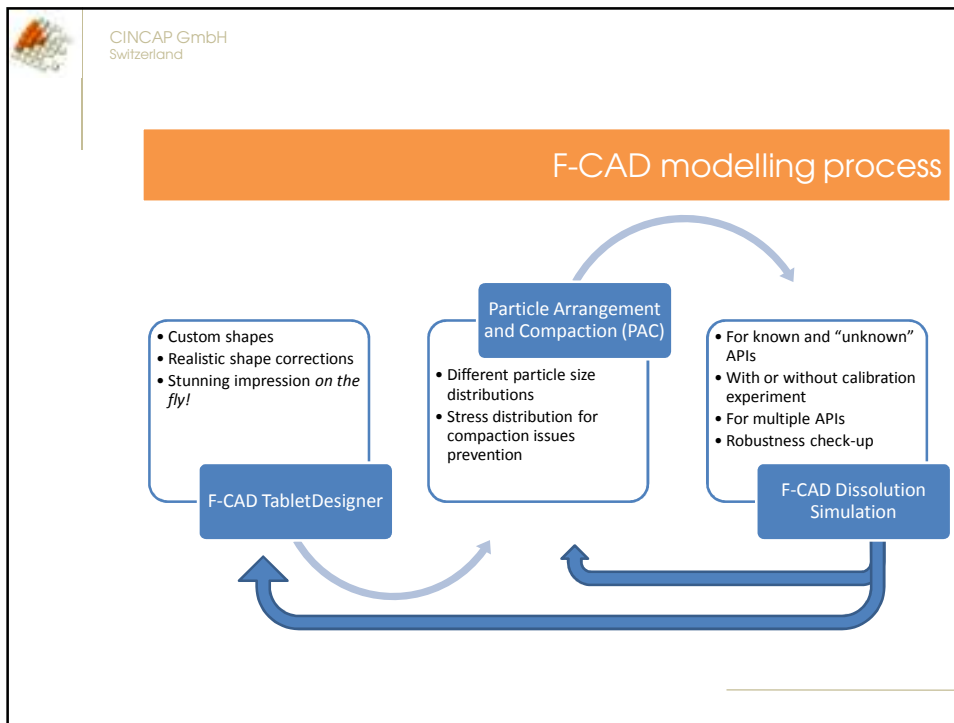 CINCAP GmbH
Switzerland
F-CAD modelling process
• Custom shapes
• Realistic shape corrections
• Stunning impression on the
fly!
F-CAD TabletDesigner
Particle Arrangement
and Compaction (PAC)
• Different particle size
distributions
• Stress distribution for
compaction issues
prevention
• For known and “unknown”
APIs
• With or without calibration
experiment
• For multiple APIs
• Robustness check-up
F-CAD Dissolution
Simulation